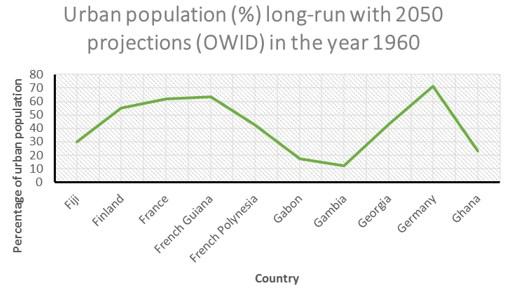 Urban population (%) long-run with 2050
projections (OWID) in the year 1960
Percentage of urban population
80
70
60
50
40
30
20
10
0
Fiji
Finland
France
French Guiana
French Polynesia
Gabon
Gambia
Georgia
Germany
Ghana
Country